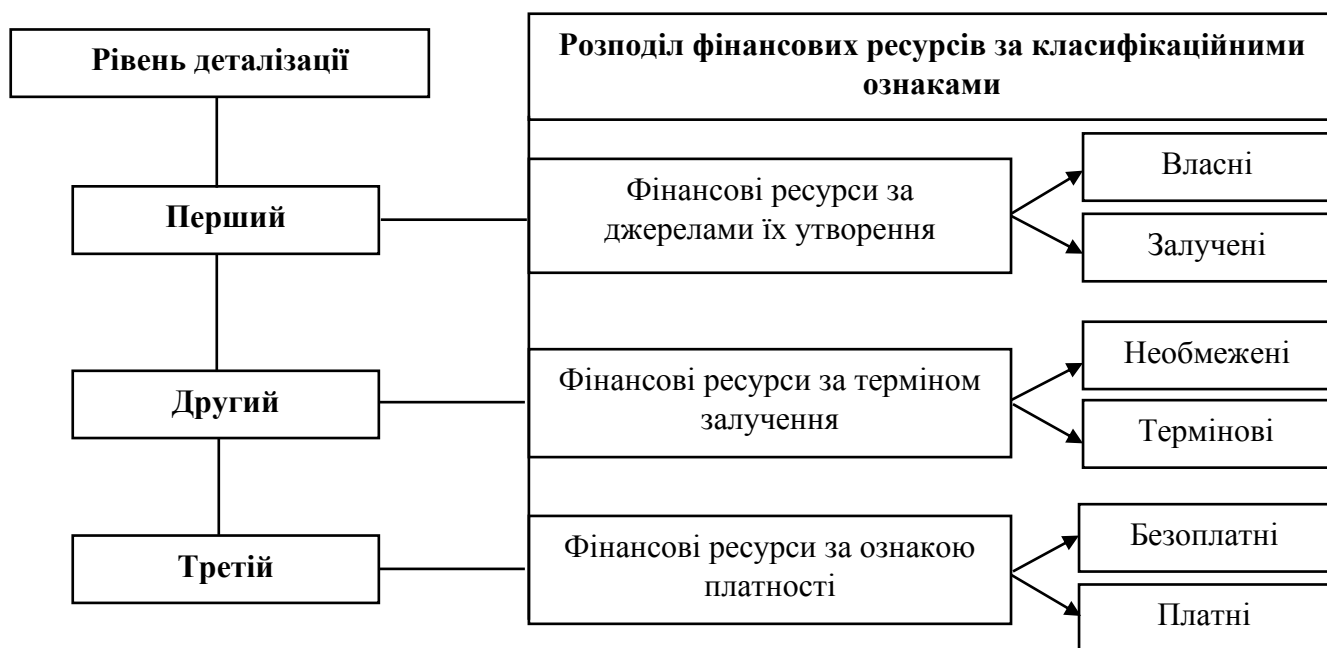 Рівень деталізації
Розподіл фінансових ресурсів за класифікаційними
ознаками
Перший
Фінансові ресурси за
джерелами їх утворення
Власні
Залучені
Другий
Фінансові ресурси за терміном
залучення
Необмежені
Термінові
Третій
Фінансові ресурси за ознакою
платності
Безоплатні
Платні